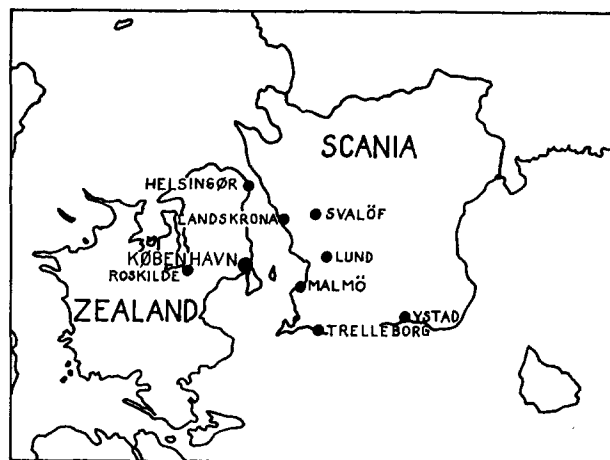 SCANIA
HELSINGØR
LANDSKRONA
SVALÖF
KØBENHAVN
LUND
ROSKILDE
MALMÖ
ZEALAND
YSTAD
TRELLEBORG